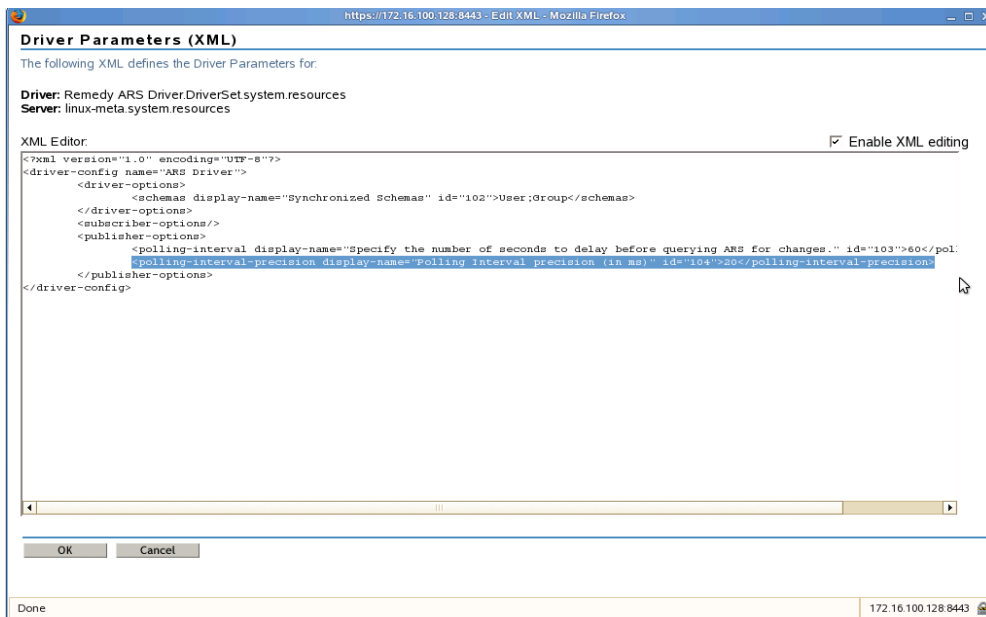 https://172.16.100.128:8443 - Edit XML - Mozilla Firefox
Driver Parameters (XML)
The following XML defines the Driver Parameters for:
Driver: Remedy ARS Driver.DriverSet.system.resources
Server: linux-meta.system.resources
XML Editor:
Enable XML editing
<?xml version="1.0" encoding="UTF-8"?>
<driver-config name="ARS Driver">
<driver-options>
<schemas display-name="Synchronized Schemas" id="102">User;Group</schemas>
</driver-options>
<subscriber-options/>
<publisher-options>
<polling-interval display-name="Specify the number of seconds to delay before querying ARS for changes." id="103">60</pol
<polling-interval-precision display-name="Polling Interval precision (in ms)" id="104">20</polling-interval-precision>
</publisher-options>
</driver-config>
OK Cancel
Done 172.16.100.128:8443